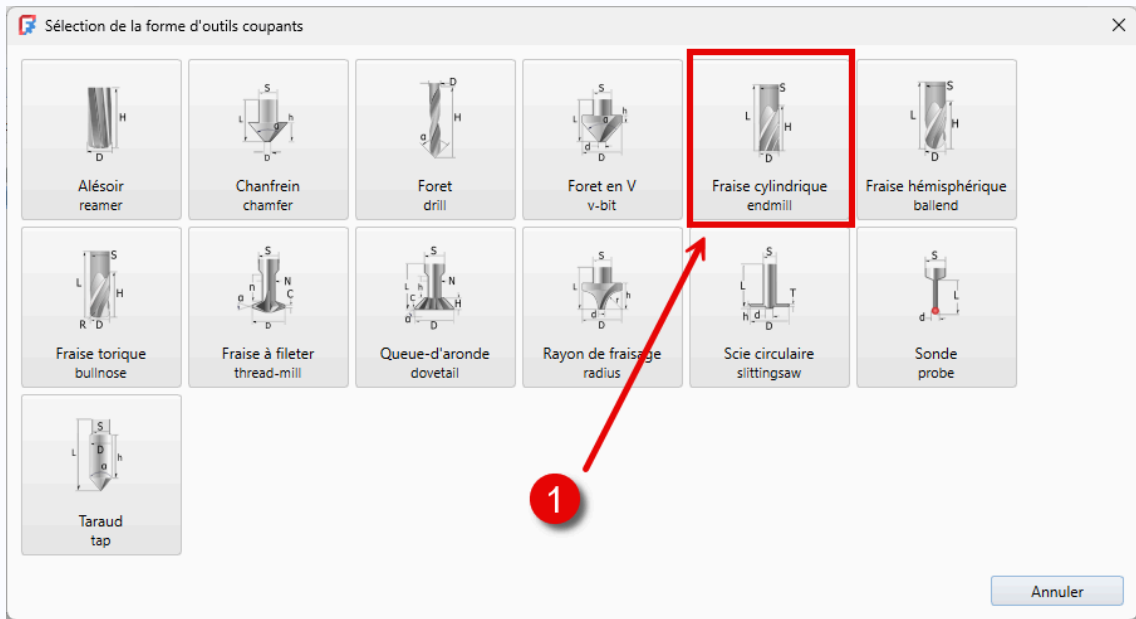 Sélection de la forme d'outils coupants
H
D
Alésoir
reamer
S
L
a
h
D
Chanfrein
chamfer
D
H
a
Foret
drill
S
L
a
h
d
D
Foret en V
v-bit
S
L
H
D
Fraise cylindrique
endmill
S
L
H
D
Fraise hémisphérique
ballend
S
L
H
R D
Fraise torique
bullnose
S
n
N
a
C
D
Fraise à fileter
thread-mill
S
L
h
N
C
H
a
D
Queue-d'aronde
dovetail
S
L
r
h
d
D
Rayon de fraisage
radius
S
L
T
h
d
D
Scie circulaire
slittingsaw
S
L
d
Sonde
probe
S
L
D
h
a
Taraud
tap
1
Annuler